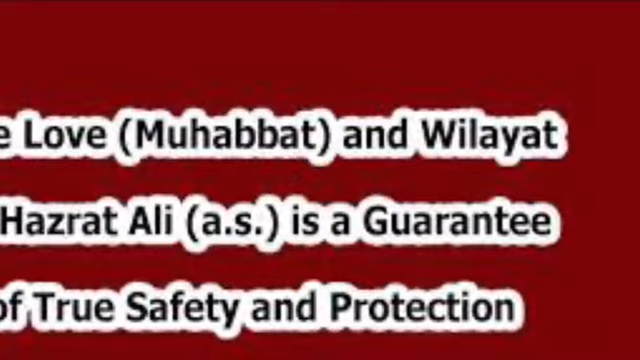 e Love (Muhabbat) and Wilayat
Hazrat Ali (a.s.) is a Guarantee
of True Safety and Protection